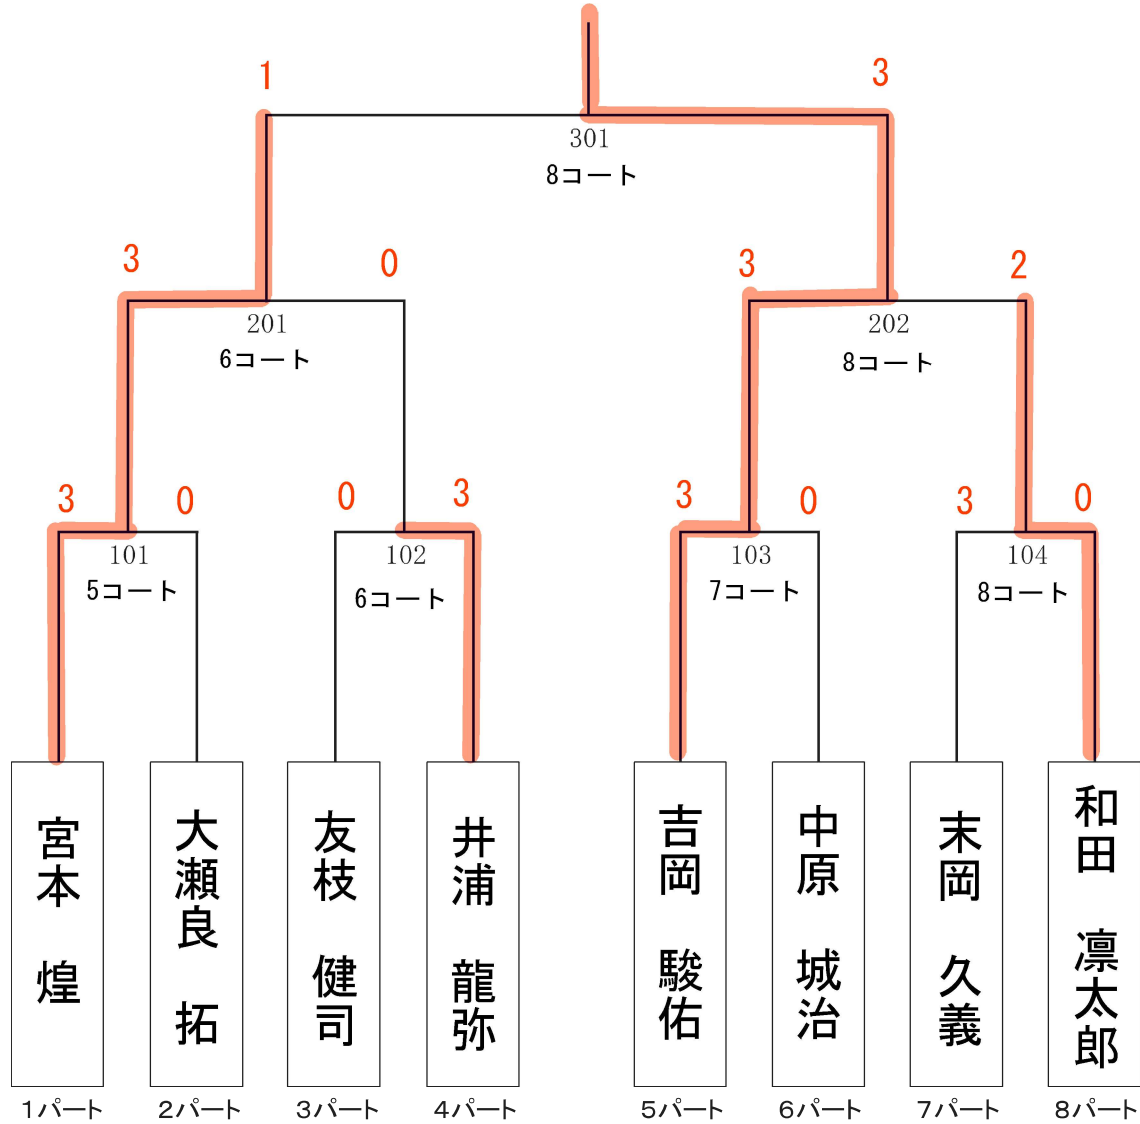 1
3
301
8コート
3
0
3
2
201
6コート
202
8コート
3
0
0
3
3
0
3
0
101
5コート
102
6コート
103
7コート
104
8コート
宮本 煌
大瀬良 拓
友枝 健司
井浦 龍弥
吉岡 駿佑
中原 城治
末岡 久義
和田 凛太郎
1パート
2パート
3パート
4パート
5パート
6パート
7パート
8パート